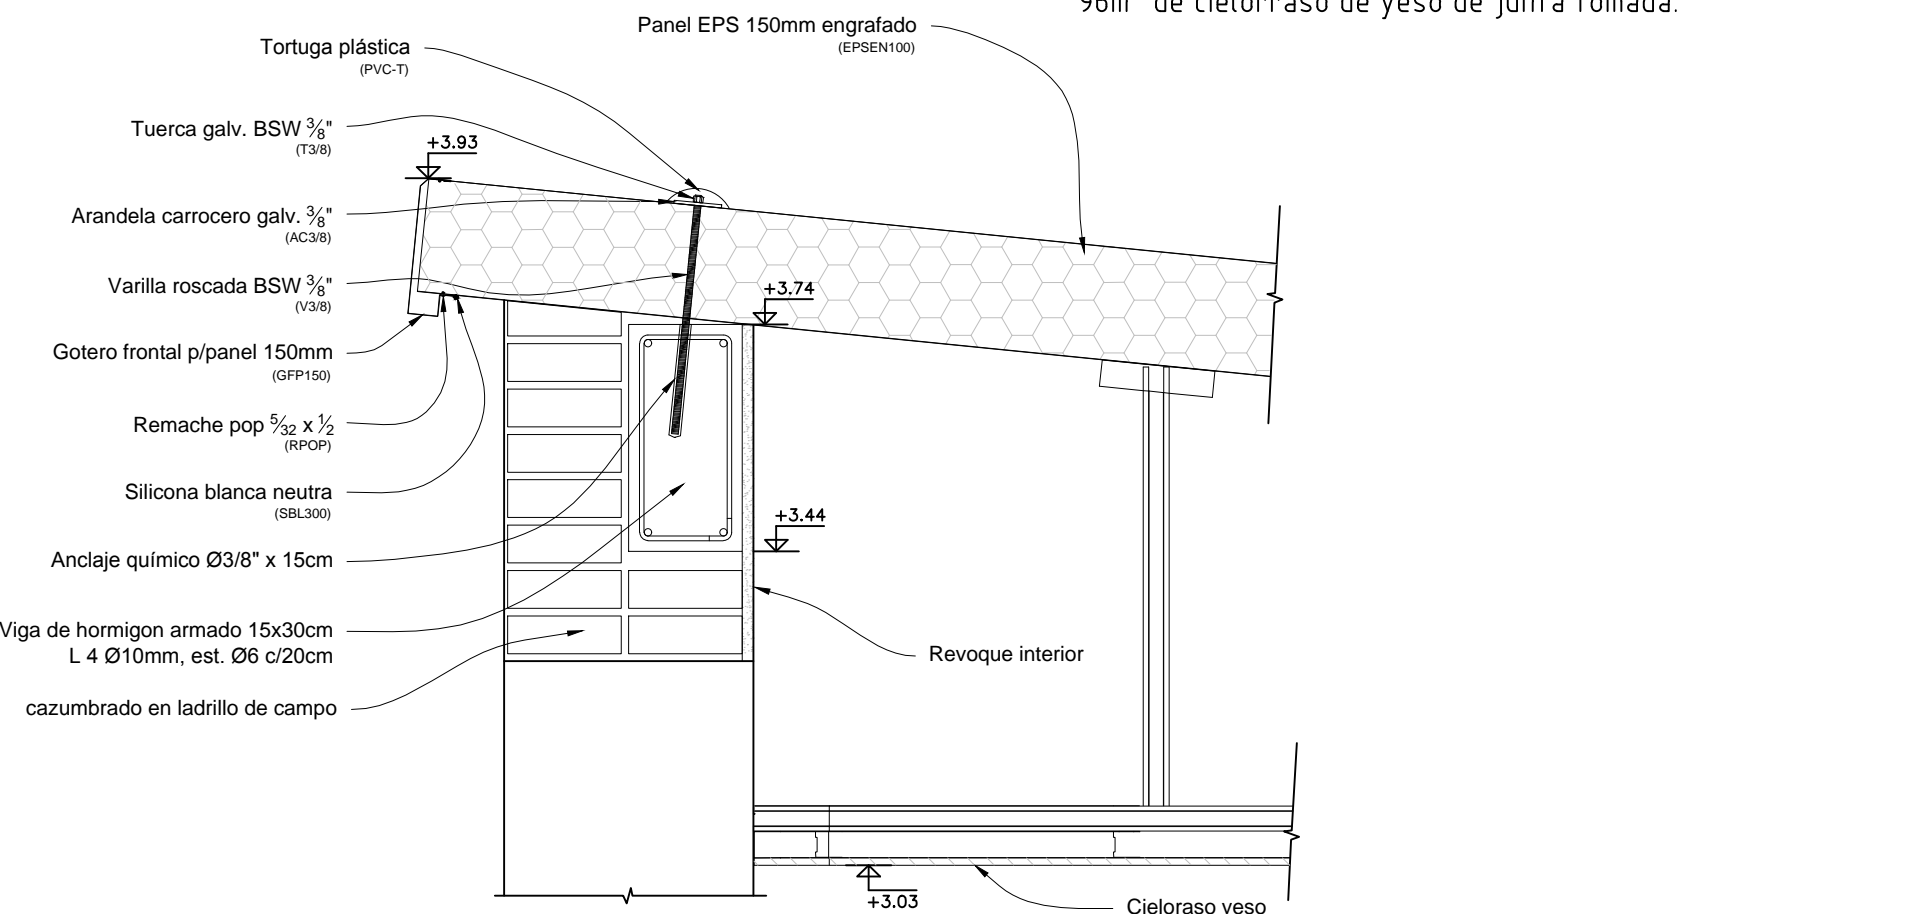 96m² de cielorraso de yeso de junta tomada.
Panel EPS 150mm engrafado
(EPSEN100)
Tortuga plástica
(PVC-T)
Tuerca galv. BSW 3/8"
(T3/8)
+3.93
Arandela carrocero galv. 3/8"
(AC3/8)
Varilla roscada BSW 3/8"
(V3/8)
+3.74
Gotero frontal p/panel 150mm
(GFP150)
Remache pop 5/32 x 1/2
(RPOP)
Silicona blanca neutra
(SBL300)
+3.44
Anclaje químico Ø3/8" x 15cm
Viga de hormigon armado 15x30cm
L 4 Ø10mm, est. Ø6 c/20cm
Revoque interior
cazumbrado en ladrillo de campo
+3.03
Cieloraso yeso